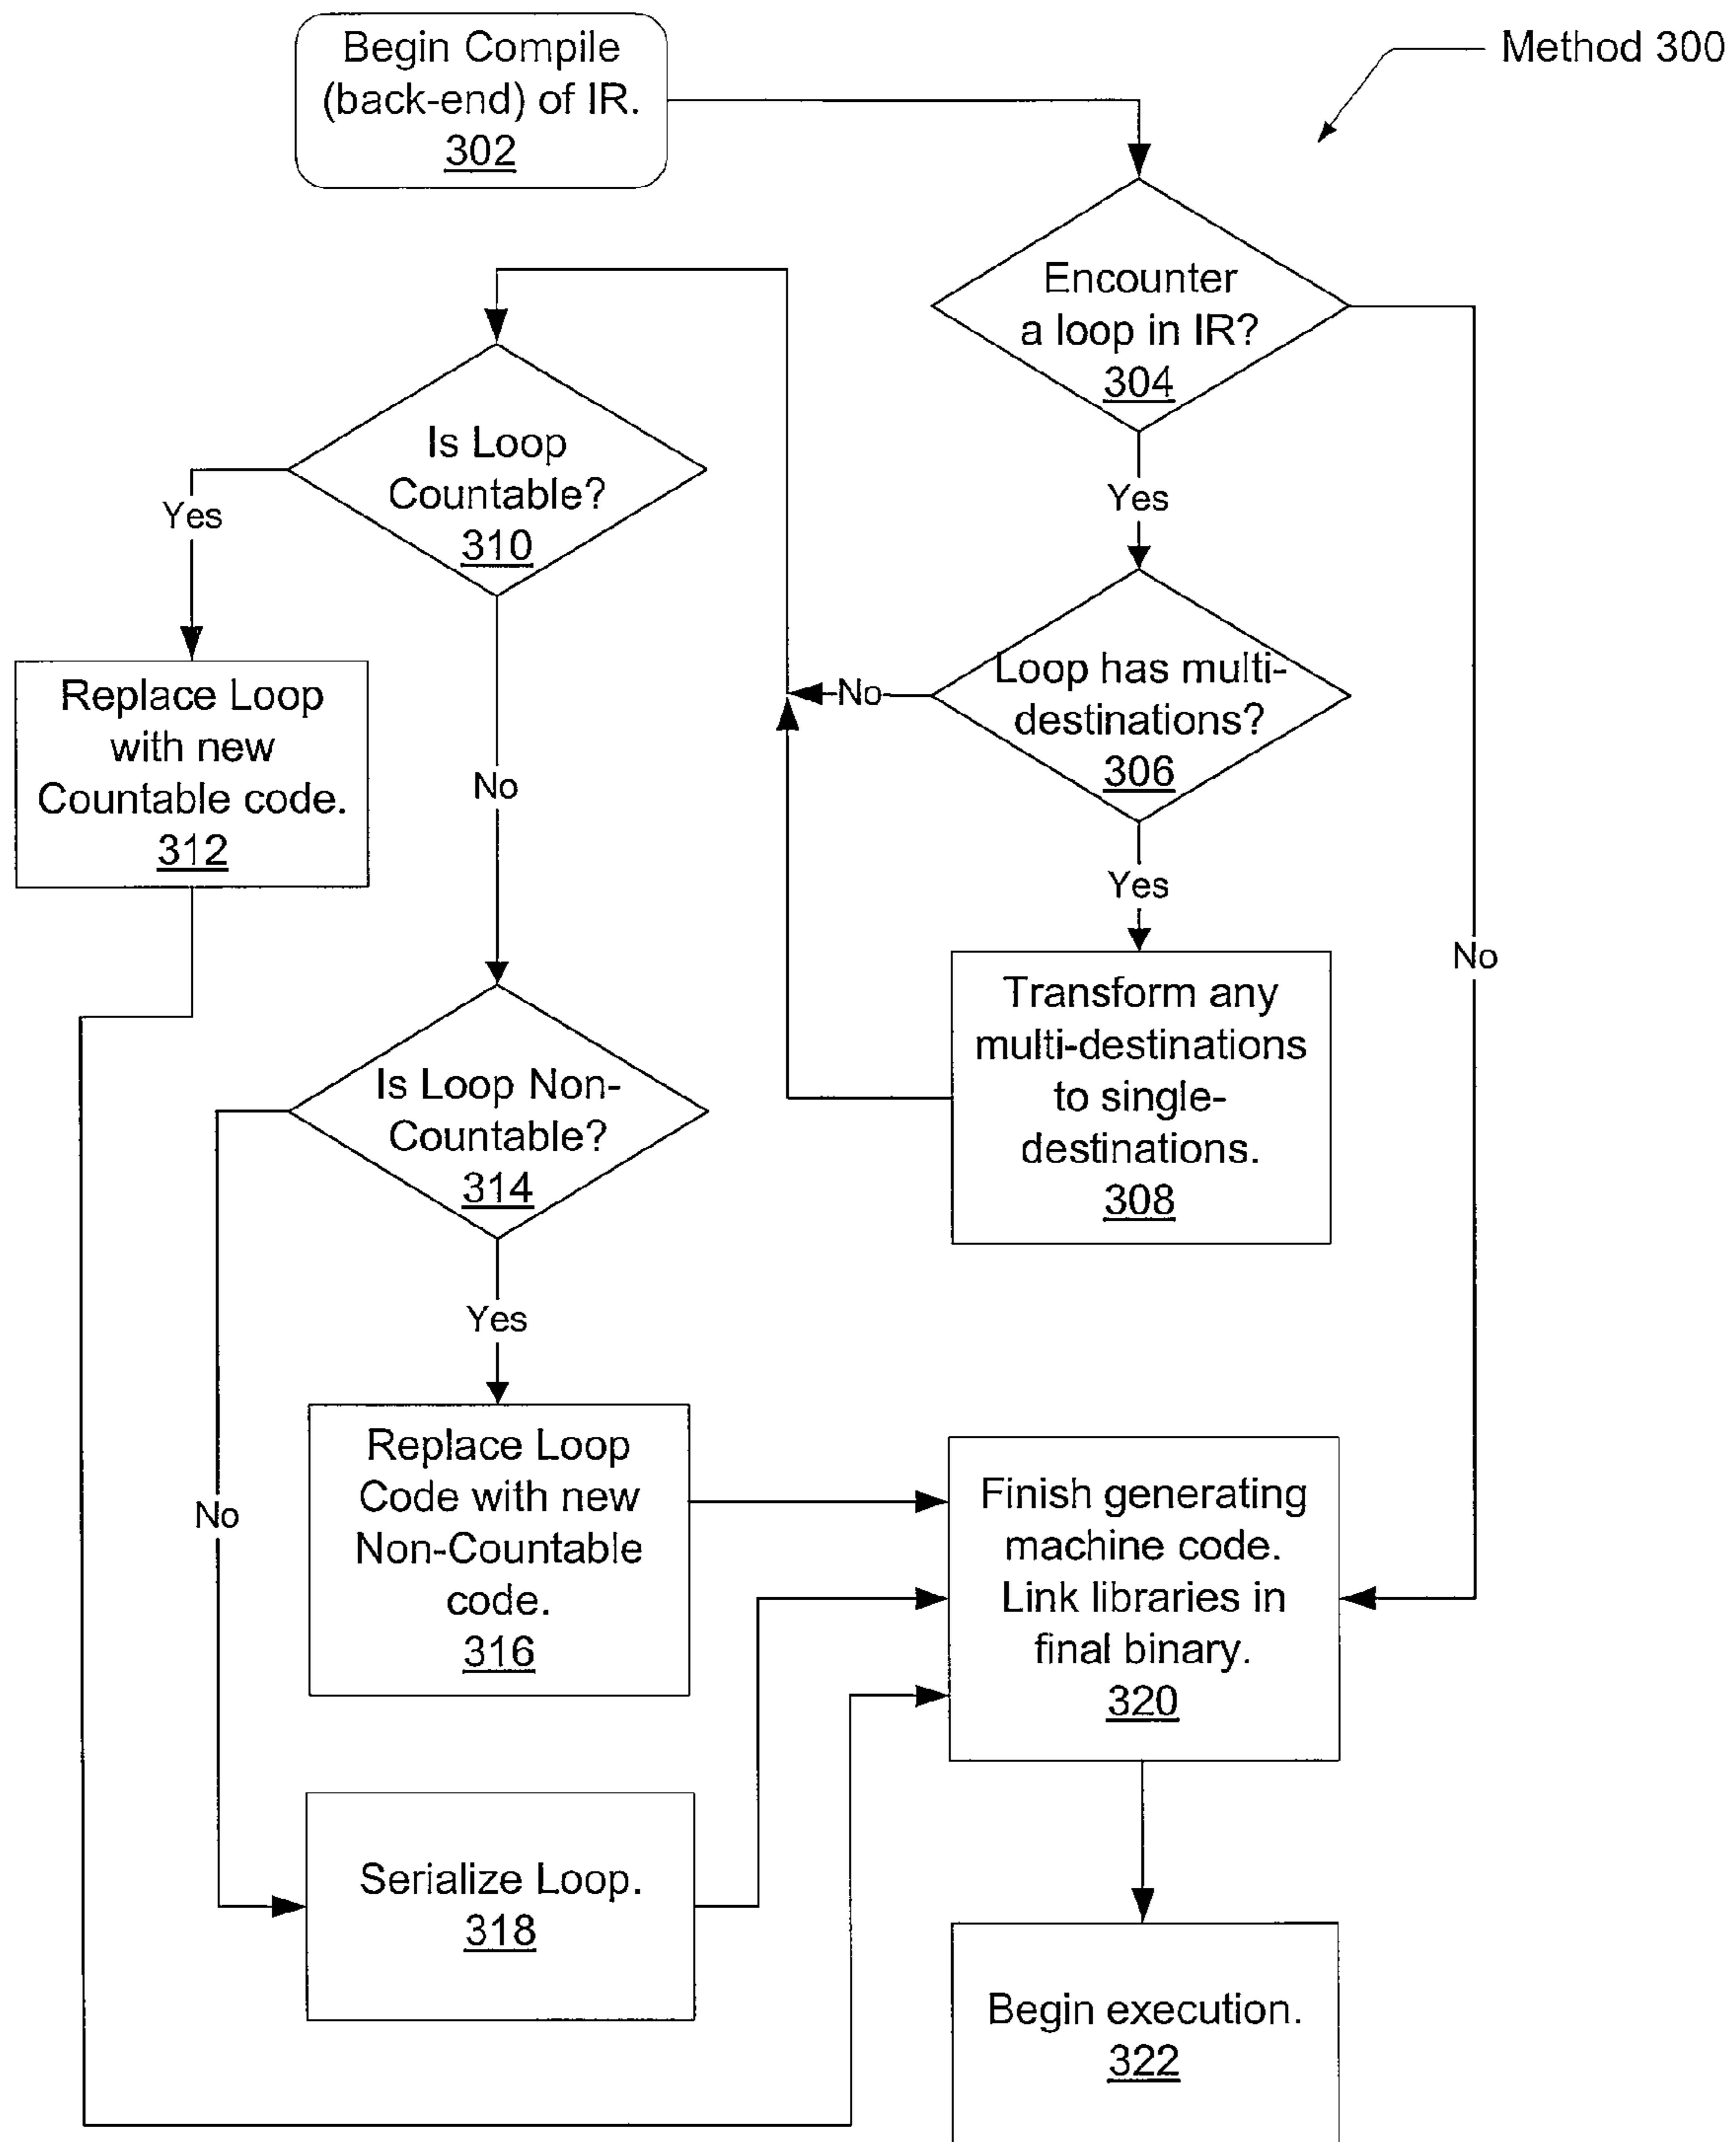 Begin Compile
(back-end) of IR.
302
Method 300
Encounter
a loop in IR?
304
Yes
No
Loop has multi-
destinations?
306
No
Yes
Transform any
multi-destinations
to single-
destinations.
308
Is Loop
Countable?
310
Yes
No
Replace Loop
with new
Countable code.
312
Is Loop Non-
Countable?
314
Yes
No
Replace Loop
Code with new
Non-Countable
code.
316
Serialize Loop.
318
Finish generating
machine code.
Link libraries in
final binary.
320
Begin execution.
322